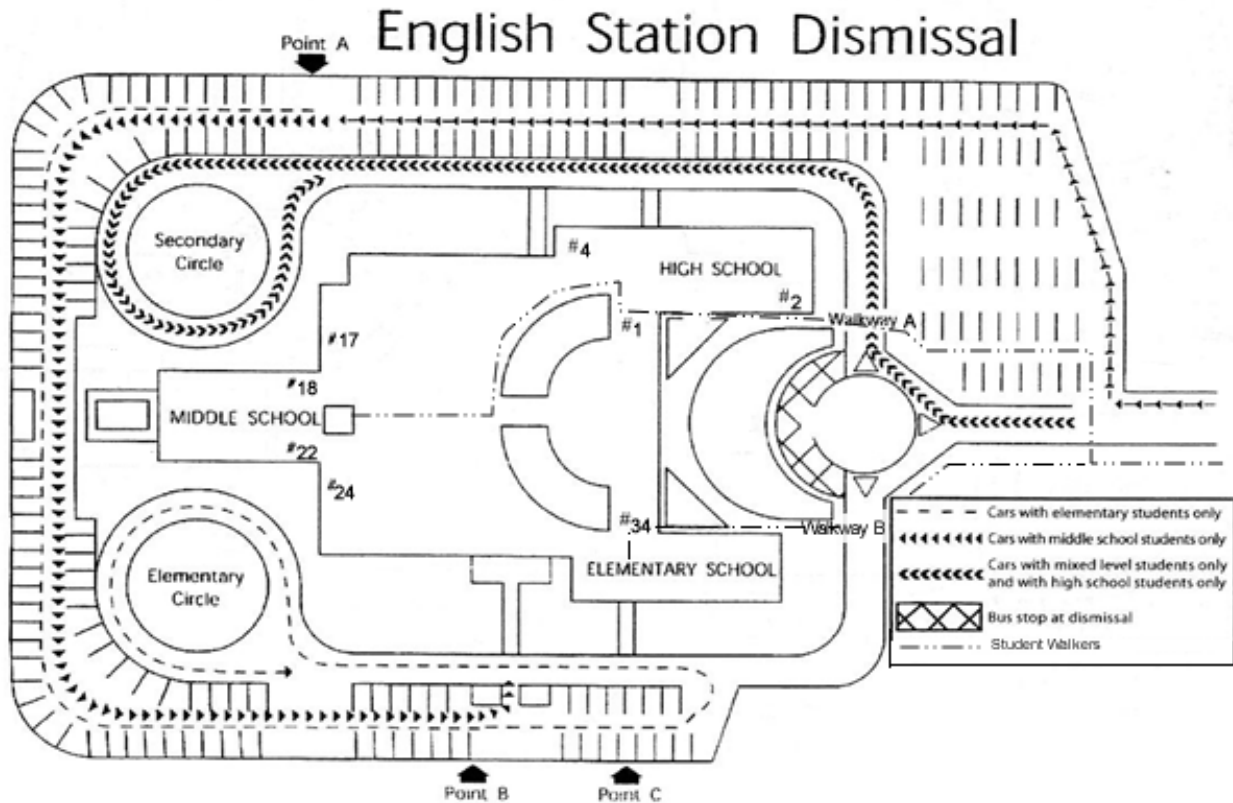 English Station Dismissal
Point A
#4
HIGH SCHOOL
Secondary
Circle
#2
#1
Walkway A
#17
#18
MIDDLE SCHOOL
#22
#24
#34
Walkway B
ELEMENTARY SCHOOL
Elementary
Circle
Cars with elementary students only
Cars with middle school students only
Cars with mixed level students only
and with high school students only
Bus stop at dismissal
Student Walkers
Point B
Point C